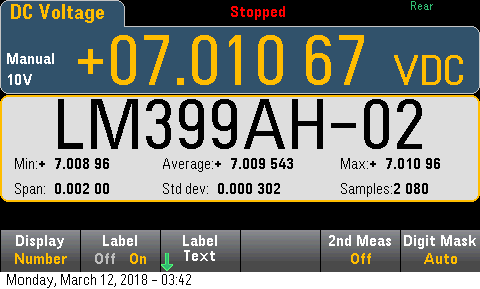 DC Voltage
Stopped
Rear
Manual
10V
+07.010 67 VDC
LM399AH-02
Min:+ 7.008 96 Average:+ 7.009 543 Max:+ 7.010 96
Span: 0.002 00 Std dev: 0.000 302 Samples:2 080
Display Label Label 2nd Meas Digit Mask
Number Off On Text Off Auto
Monday, March 12, 2018 - 03:42